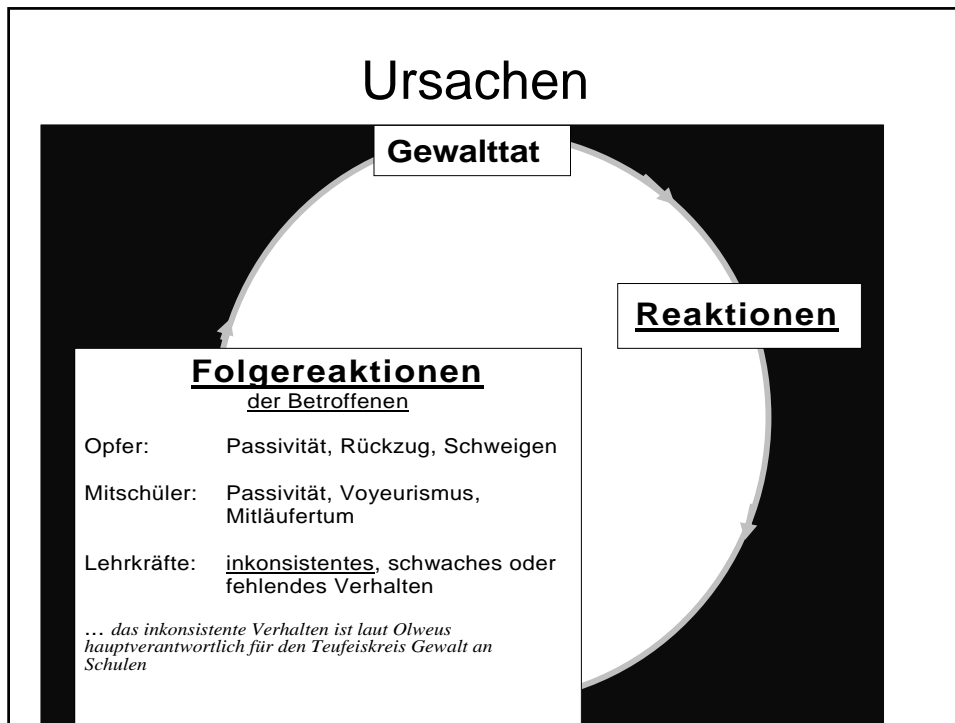 Ursachen
Gewalttat
Reaktionen
Folgereaktionen
der Betroffenen
Opfer: Passivität, Rückzug, Schweigen
Mitschüler: Passivität, Voyeurismus,
Mitläufertum
Lehrkräfte: inkonsistentes, schwaches oder
fehlendes Verhalten
... das inkonsistente Verhalten ist laut Olweus
hauptverantwortlich für den Teufeiskreis Gewalt an
Schulen